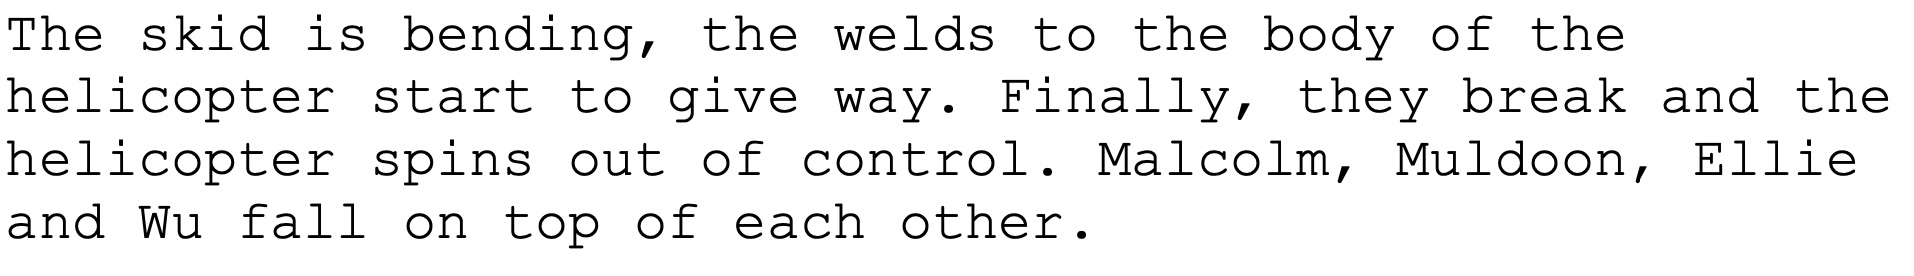 The skid is bending, the welds to the body of the
helicopter start to give way. Finally, they break and the
helicopter spins out of control. Malcolm, Muldoon, Ellie
and Wu fall on top of each other.